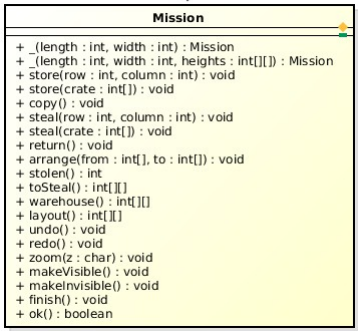 Mission
+ _(length : int, width : int) : Mission
+ _(length : int, width : int, heights : int[][]) : Mission
+ store(row : int, column : int) : void
+ store(crate : int[]) : void
+ copy() : void
+ steal(row : int, column : int) : void
+ steal(crate : int[]) : void
+ return() : void
+ arrange(from : int[], to : int[]) : void
+ stolen() : int
+ toSteal() : int[][]
+ warehouse() : int[][]
+ layout() : int[][]
+ undo() : void
+ redo() : void
+ zoom(z : char) : void
+ makeVisible() : void
+ makeInvisible() : void
+ finish() : void
+ ok() : boolean